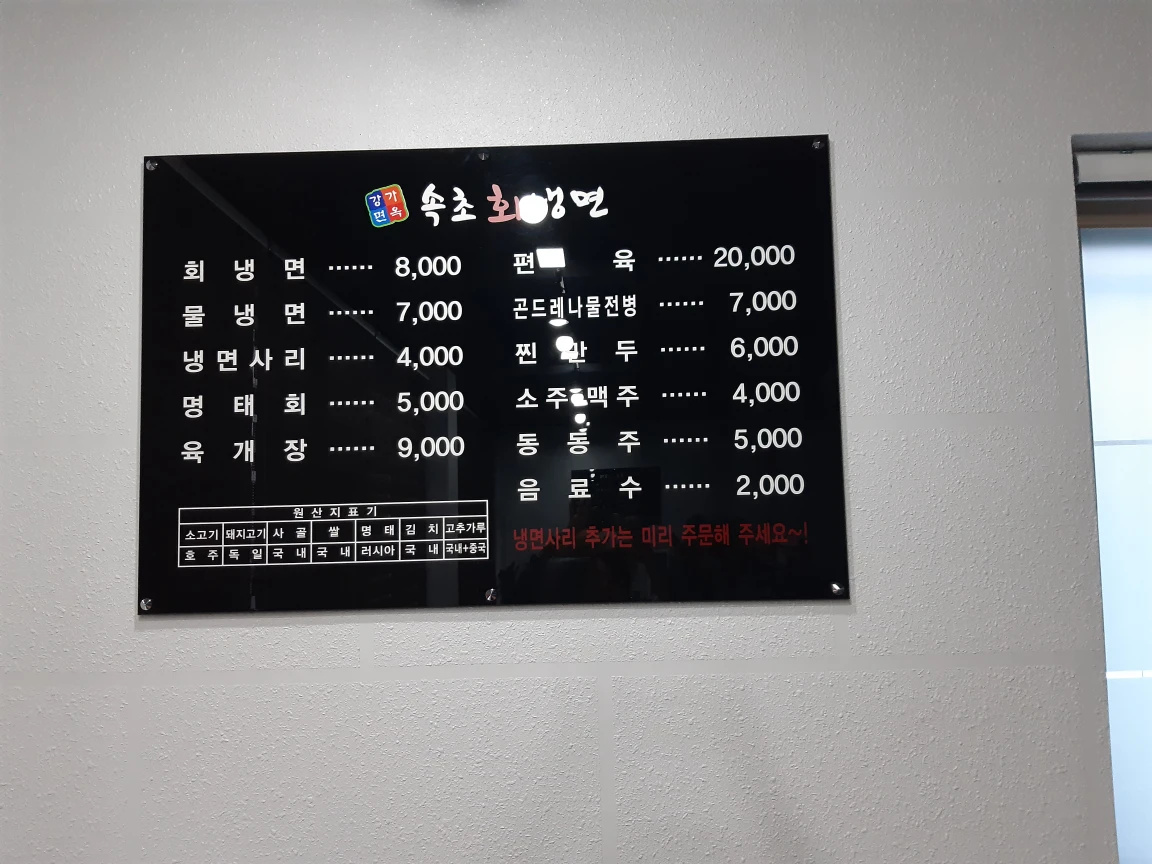 강가면옥 속초 회냉면
회 냉 면 ······ 8,000
물 냉 면 ······ 7,000
냉면사리 ······ 4,000
명 태 회 ······ 5,000
육 개 장 ······ 9,000
편 육 ······ 20,000
곤드레나물전병 ······ 7,000
찐 만 두 ······ 6,000
소주·맥주 ······ 4,000
동 동 주 ······ 5,000
음 료 수 ······ 2,000
원 산 지 표 기
소고기 돼지고기 사 골 쌀 명 태 김 치 고추가루
호 주 독 일 국 내 국 내 러시아 국 내 국내+중국
냉면사리 추가는 미리 주문해 주세요~!